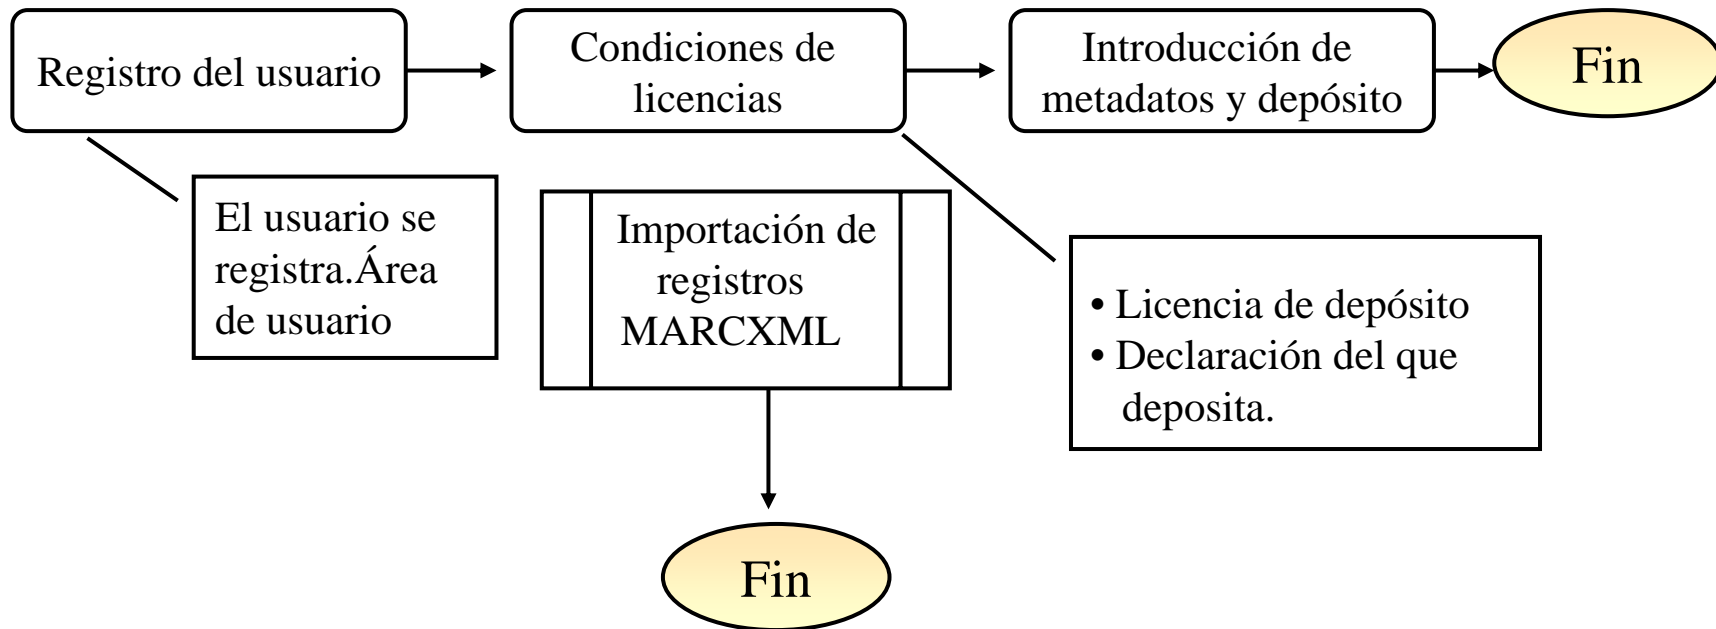 Registro del usuario
Condiciones de
licencias
Introducción de
metadatos y depósito
Fin
El usuario se
registra.Área
de usuario
Importación de
registros
MARCXML
• Licencia de depósito
• Declaración del que
deposita.
Fin